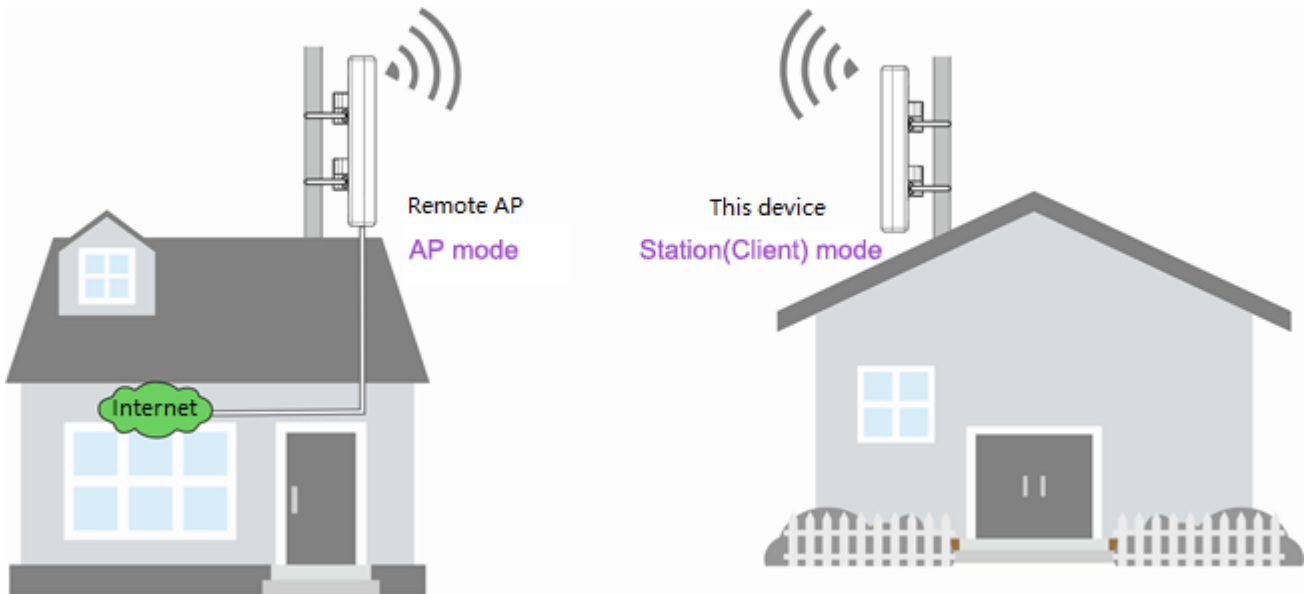 Remote AP
AP mode
This device
Station(Client) mode
Internet